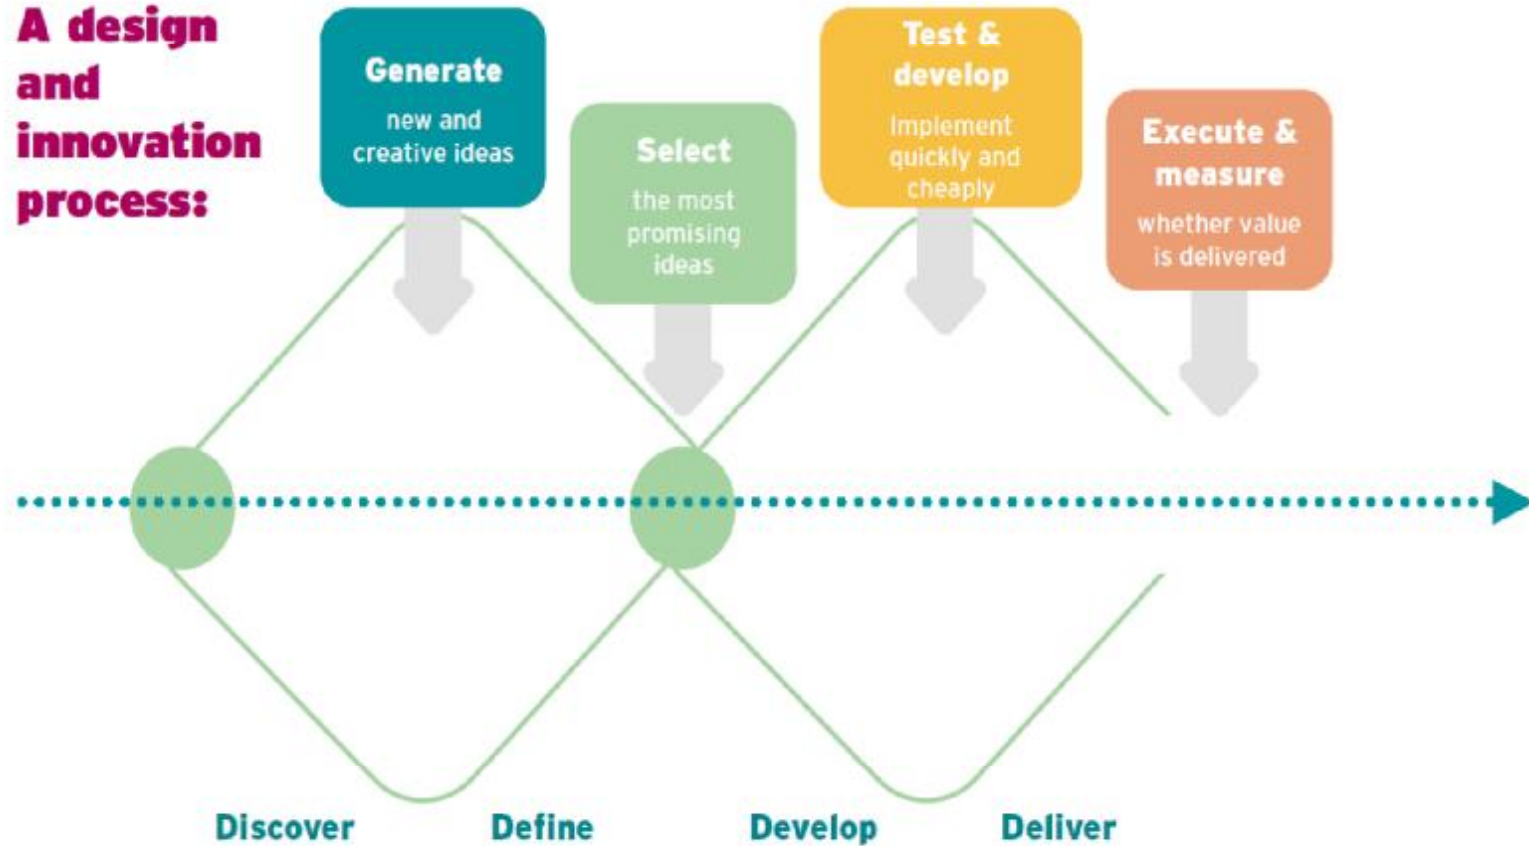 A design
and
innovation
process:
Generate
new and
creative ideas
Select
the most
promising
ideas
Test &
develop
Implement
quickly and
cheaply
Execute &
measure
whether value
is delivered
Discover
Define
Develop
Deliver